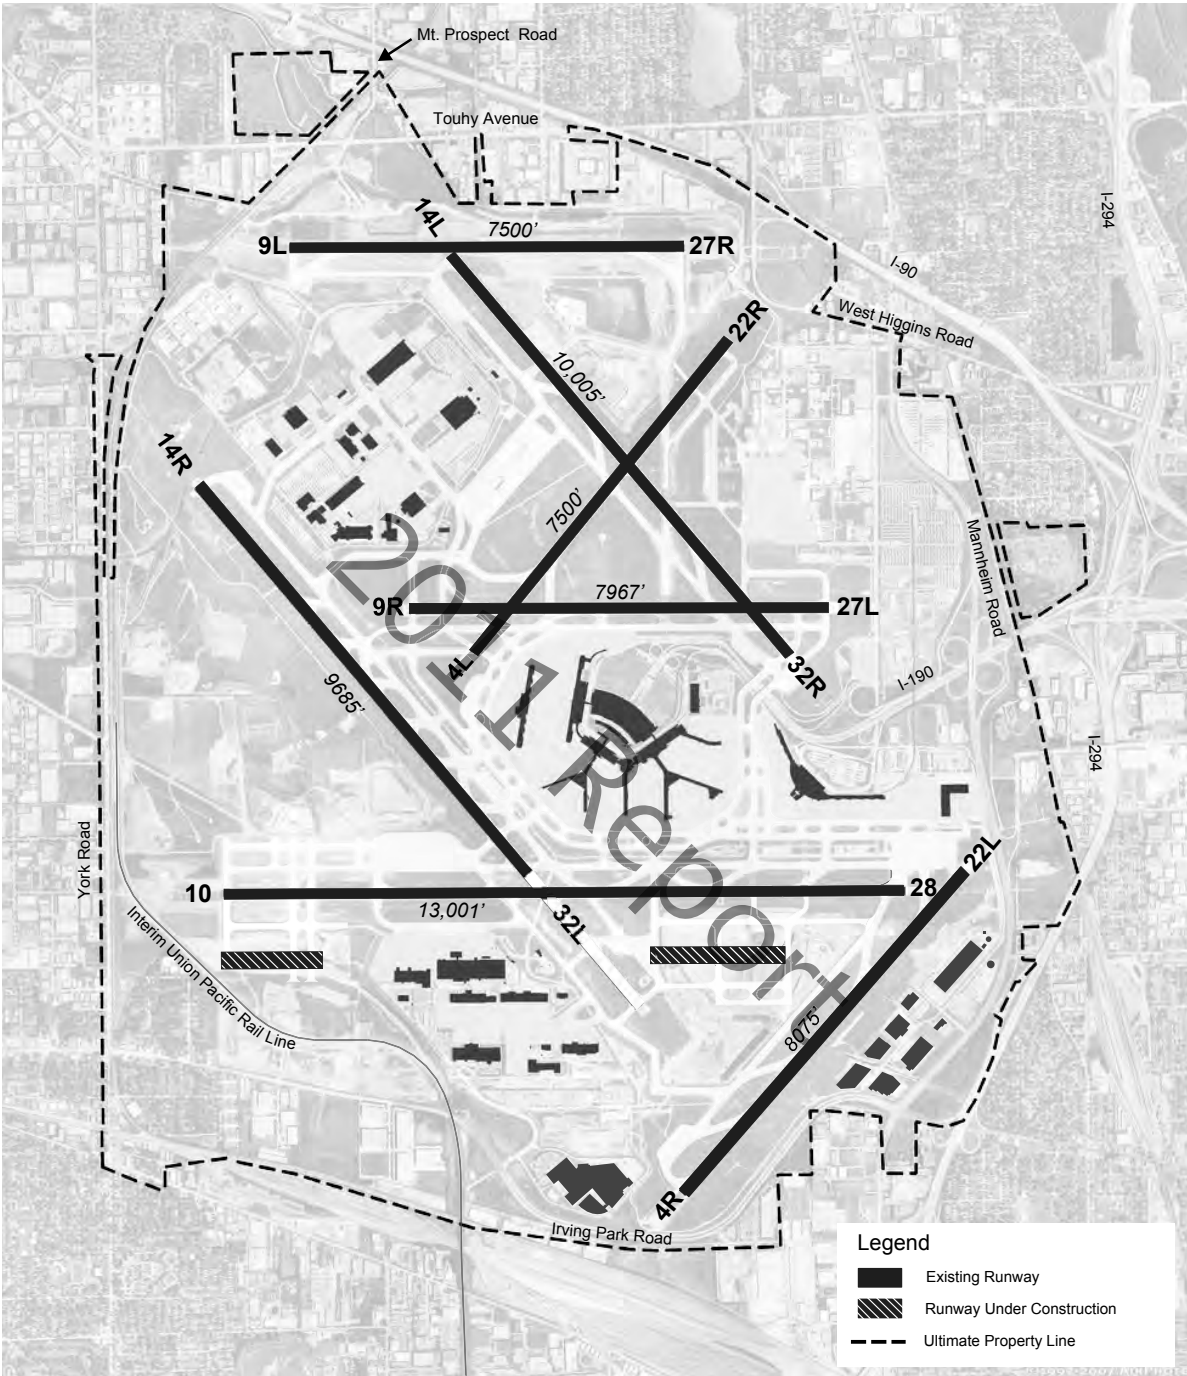 Mt. Prospect Road
Touhy Avenue
I-294
14L
7500’
9L
27R
I-90
West Higgins Road
22R
10,005’
14R
7500’
Mannheim Road
7967’
9R
27L
4L
32R
I-190
9685’
2011 Report
I-294
York Road
22L
10
28
13,001’
32L
Interim Union Pacific Rail Line
8075’
4R
Irving Park Road
Legend
Existing Runway
Runway Under Construction
Ultimate Property Line